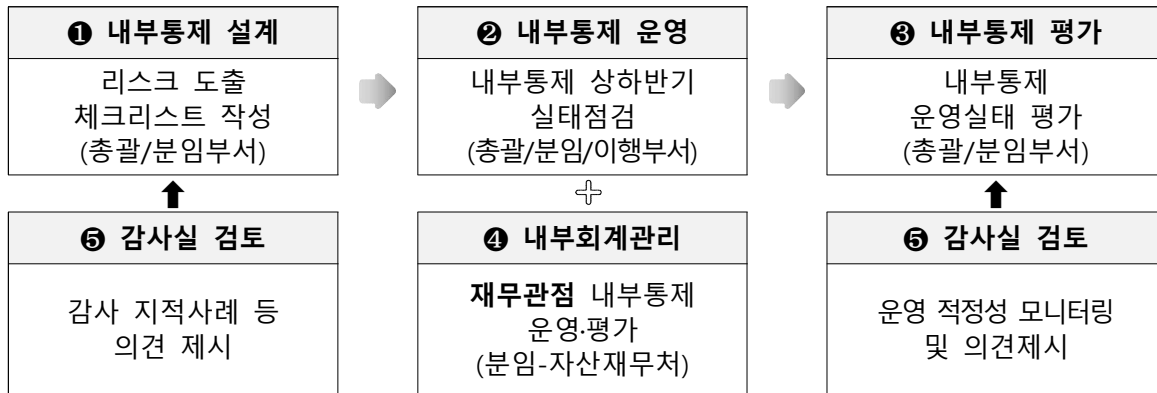 ❶ 내부통제 설계
리스크 도출
체크리스트 작성
(총괄/분임부서)
❷ 내부통제 운영
내부통제 상하반기
실태점검
(총괄/분임/이행부서)
❸ 내부통제 평가
내부통제
운영실태 평가
(총괄/분임부서)
❺ 감사실 검토
감사 지적사례 등
의견 제시
❹ 내부회계관리
재무관점 내부통제
운영·평가
(분임-자산재무처)
❺ 감사실 검토
운영 적정성 모니터링
및 의견제시